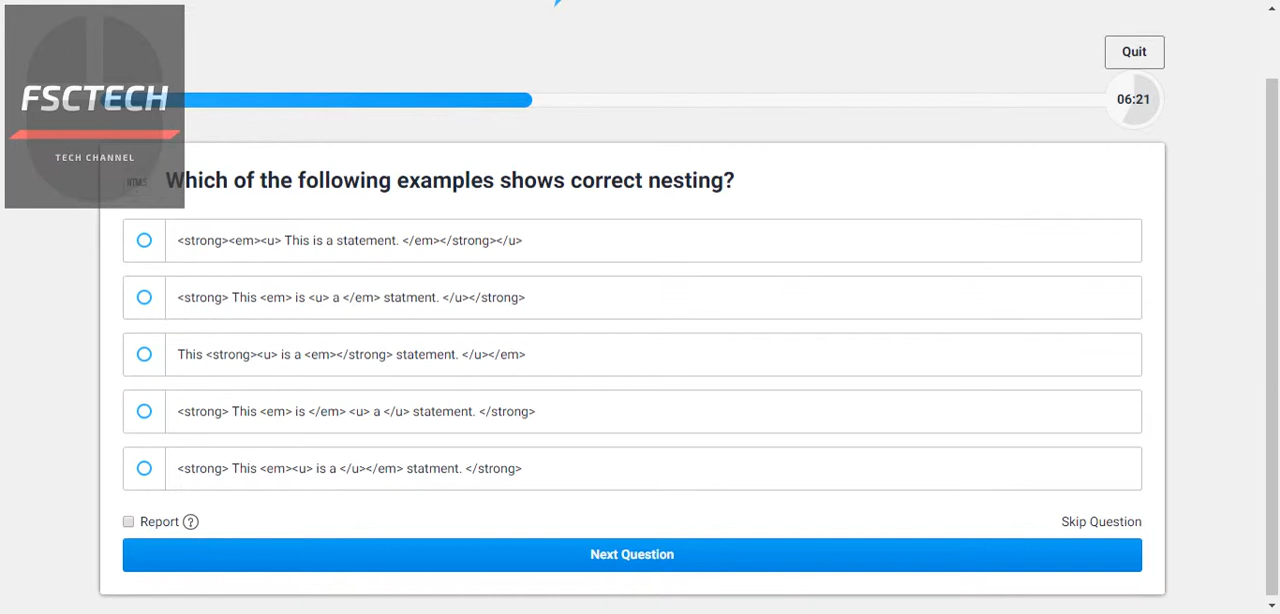 Quit
FSCTECH
06:21
TECH CHANNEL
HTML5
Which of the following examples shows correct nesting?
<strong><em><u> This is a statement. </em></strong></u>
<strong> This <em> is <u> a </em> statment. </u></strong>
This <strong><u> is a <em></strong> statement. </u></em>
<strong> This <em> is </em> <u> a </u> statement. </strong>
<strong> This <em><u> is a </u></em> statment. </strong>
Report ?
Skip Question
Next Question